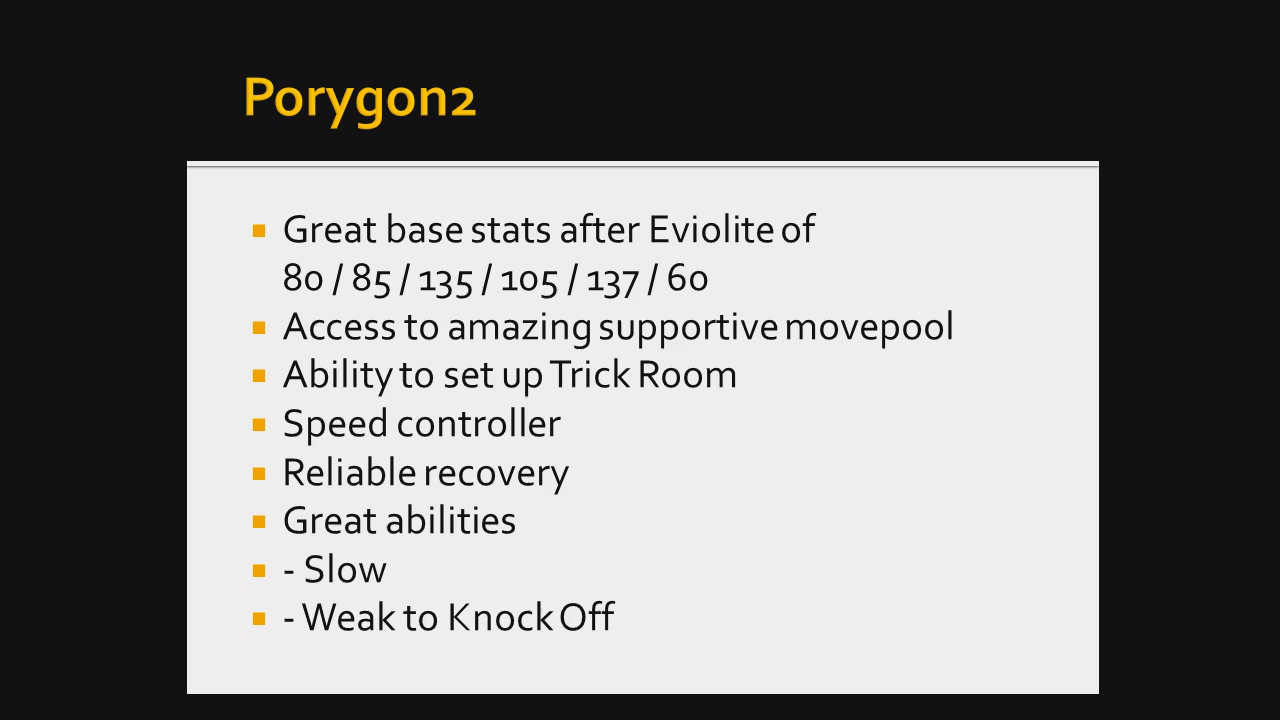 Porygon2
Great base stats after Eviolite of
80 / 85 / 135 / 105 / 137 / 60
Access to amazing supportive movepool
Ability to set up Trick Room
Speed controller
Reliable recovery
Great abilities
- Slow
- Weak to Knock Off